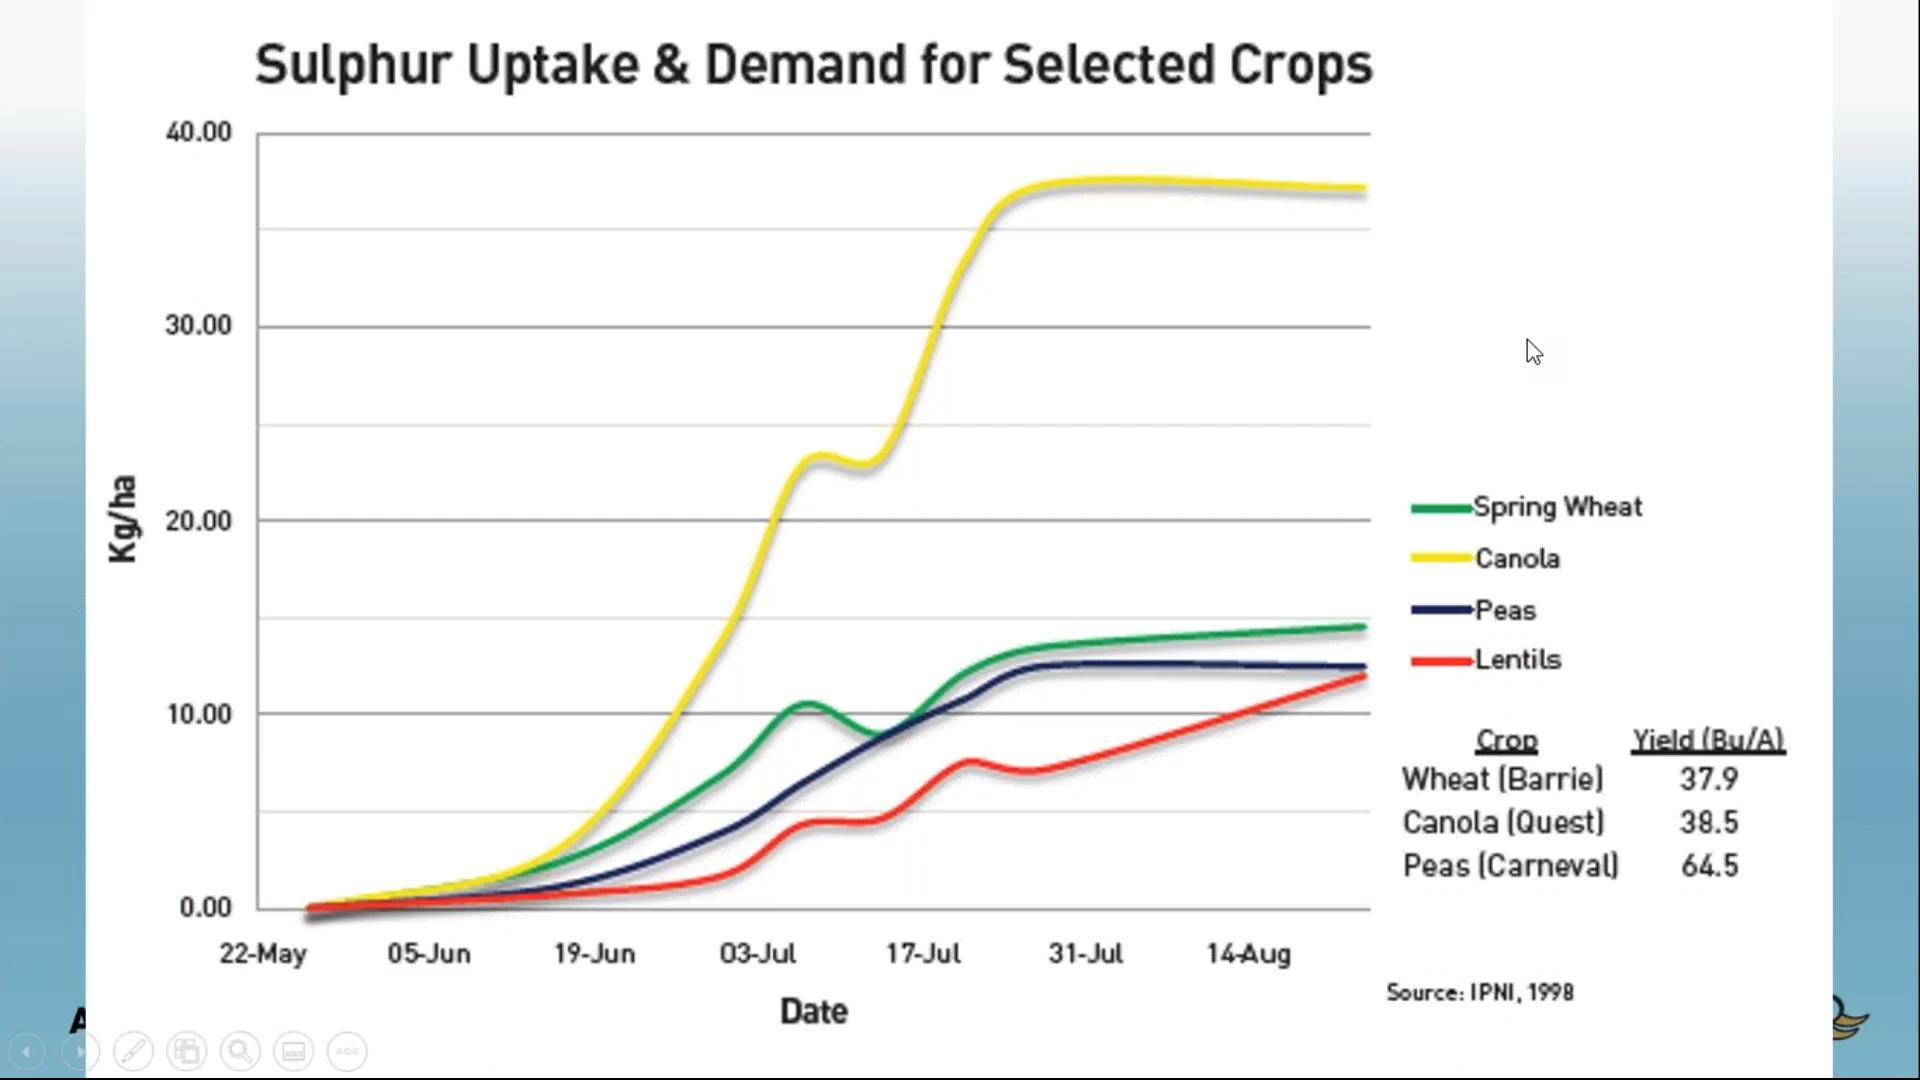 Sulphur Uptake & Demand for Selected Crops
40.00
30.00
20.00
10.00
0.00
Kg/ha
22-May 05-Jun 19-Jun 03-Jul 17-Jul 31-Jul 14-Aug
Date
Spring Wheat
Canola
Peas
Lentils
Crop Yield (Bu/A)
Wheat (Barrie) 37.9
Canola (Quest) 38.5
Peas (Carneval) 64.5
Source: IPNI, 1998
A